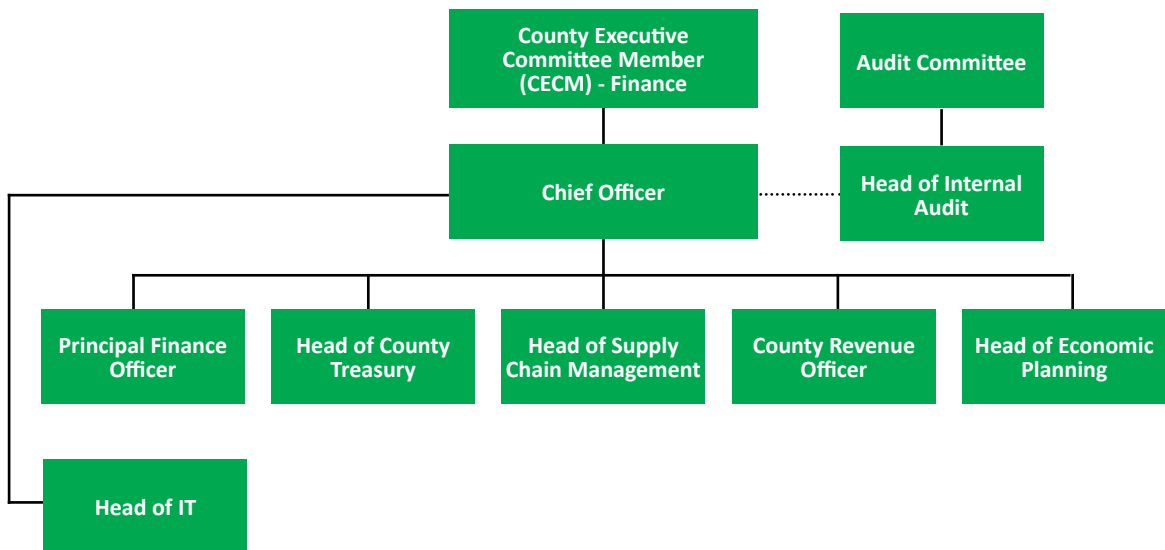 County Executive
Committee Member
(CECM) - Finance
Audit Committee
Chief Officer
Head of Internal
Audit
Principal Finance
Officer
Head of County
Treasury
Head of Supply
Chain Management
County Revenue
Officer
Head of Economic
Planning
Head of IT